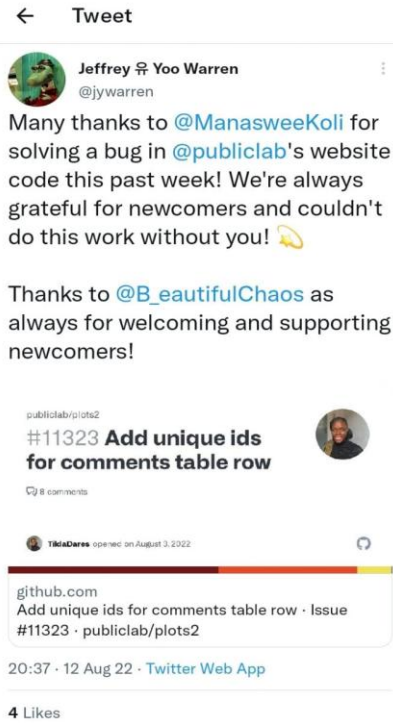 Tweet
Jeffrey 유 Yoo Warren
@jywarren
Many thanks to @ManasweeKoli for
solving a bug in @publiclab's website
code this past week! We're always
grateful for newcomers and couldn't
do this work without you! 💫
Thanks to @B_eautifulChaos as
always for welcoming and supporting
newcomers!
publiclab/plots2
#11323 Add unique ids
for comments table row
8 comments
TildaDares opened on August 3, 2022
github.com
Add unique ids for comments table row · Issue
#11323 · publiclab/plots2
20:37 · 12 Aug 22 · Twitter Web App
4 Likes